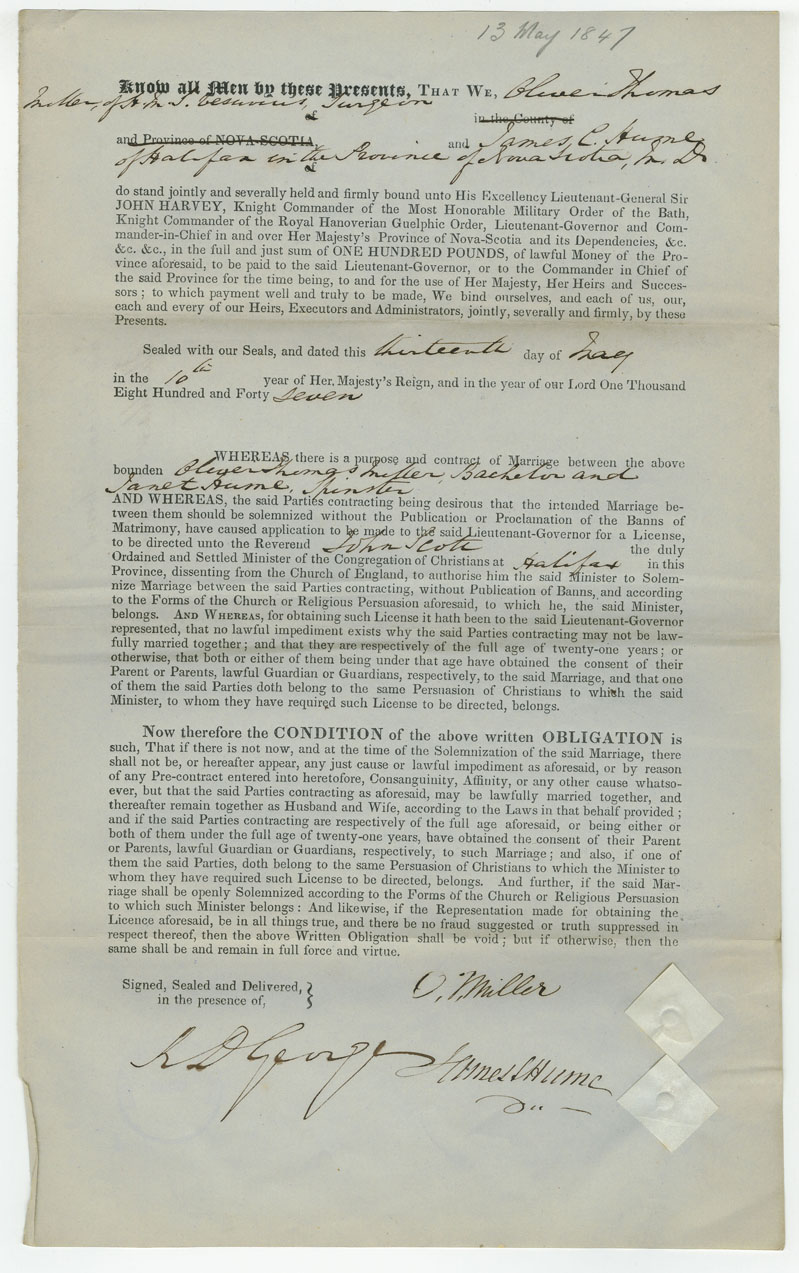 13 May 1847
Know all Men by these Presents, THAT WE, Oliver Thomas
Miller, of H. M. S. Vesuvius, Surgeon
of in the County of
and Province of NOVA-SCOTIA, and James C. Hume
of Halifax in the Province of Nova Scotia, M. D.
of
do stand jointly and severally held and firmly bound unto His Excellency Lieutenant-General Sir
JOHN HARVEY, Knight Commander of the Most Honorable Military Order of the Bath,
Knight Commander of the Royal Hanoverian Guelphic Order, Lieutenant-Governor and Com-
mander-in-Chief in and over Her Majesty's Province of Nova-Scotia and its Dependencies, &c.
&c. &c., in the full and just sum of ONE HUNDRED POUNDS, of lawful Money of the Pro-
vince aforesaid, to be paid to the said Lieutenant-Governor, or to the Commander in Chief of
the said Province for the time being, to and for the use of Her Majesty, Her Heirs and Succes-
sors ; to which payment well and truly to be made, We bind ourselves, and each of us, our,
each and every of our Heirs, Executors and Administrators, jointly, severally and firmly, by these
Presents.
Sealed with our Seals, and dated this thirteenth day of May
in the 10th year of Her Majesty's Reign, and in the year of our Lord One Thousand
Eight Hundred and Forty seven
WHEREAS there is a purpose and contract of Marriage between the above
bounden Oliver Thomas Miller, Bachelor and
Janet Hume, Spinster
AND WHEREAS, the said Parties contracting being desirous that the intended Marriage be-
tween them should be solemnized without the Publication or Proclamation of the Banns of
Matrimony, have caused application to be made to the said Lieutenant-Governor for a License,
to be directed unto the Reverend John Scott the duly
Ordained and Settled Minister of the Congregation of Christians at Halifax in this
Province, dissenting from the Church of England, to authorise him the said Minister to Solem-
nize Marriage between the said Parties contracting, without Publication of Banns, and according
to the Forms of the Church or Religious Persuasion aforesaid, to which he, the said Minister,
belongs. AND WHEREAS, for obtaining such License it hath been to the said Lieutenant-Governor
represented, that no lawful impediment exists why the said Parties contracting may not be law-
fully married together ; and that they are respectively of the full age of twenty-one years ; or
otherwise, that both or either of them being under that age have obtained the consent of their
Parent or Parents, lawful Guardian or Guardians, respectively, to the said Marriage, and that one
of them the said Parties doth belong to the same Persuasion of Christians to which the said
Minister, to whom they have required such License to be directed, belongs.
Now therefore the CONDITION of the above written OBLIGATION is
such, That if there is not now, and at the time of the Solemnization of the said Marriage, there
shall not be, or hereafter appear, any just cause or lawful impediment as aforesaid, or by reason
of any Pre-contract entered into heretofore, Consanguinity, Affinity, or any other cause whatso-
ever, but that the said Parties contracting as aforesaid, may be lawfully married together, and
thereafter remain together as Husband and Wife, according to the Laws in that behalf provided ;
and if the said Parties contracting are respectively of the full age aforesaid, or being either or
both of them under the full age of twenty-one years, have obtained the consent of their Parent
or Parents, lawful Guardian or Guardians, respectively, to such Marriage ; and also, if one of
them the said Parties, doth belong to the same Persuasion of Christians to which the Minister to
whom they have required such License to be directed, belongs. And further, if the said Mar-
riage shall be openly Solemnized according to the Forms of the Church or Religious Persuasion
to which such Minister belongs : And likewise, if the Representation made for obtaining the
Licence aforesaid, be in all things true, and there be no fraud suggested or truth suppressed in
respect thereof, then the above Written Obligation shall be void ; but if otherwise, then the
same shall be and remain in full force and virtue.
Signed, Sealed and Delivered,
in the presence of,
O. T. Miller
R D George
James C Hume